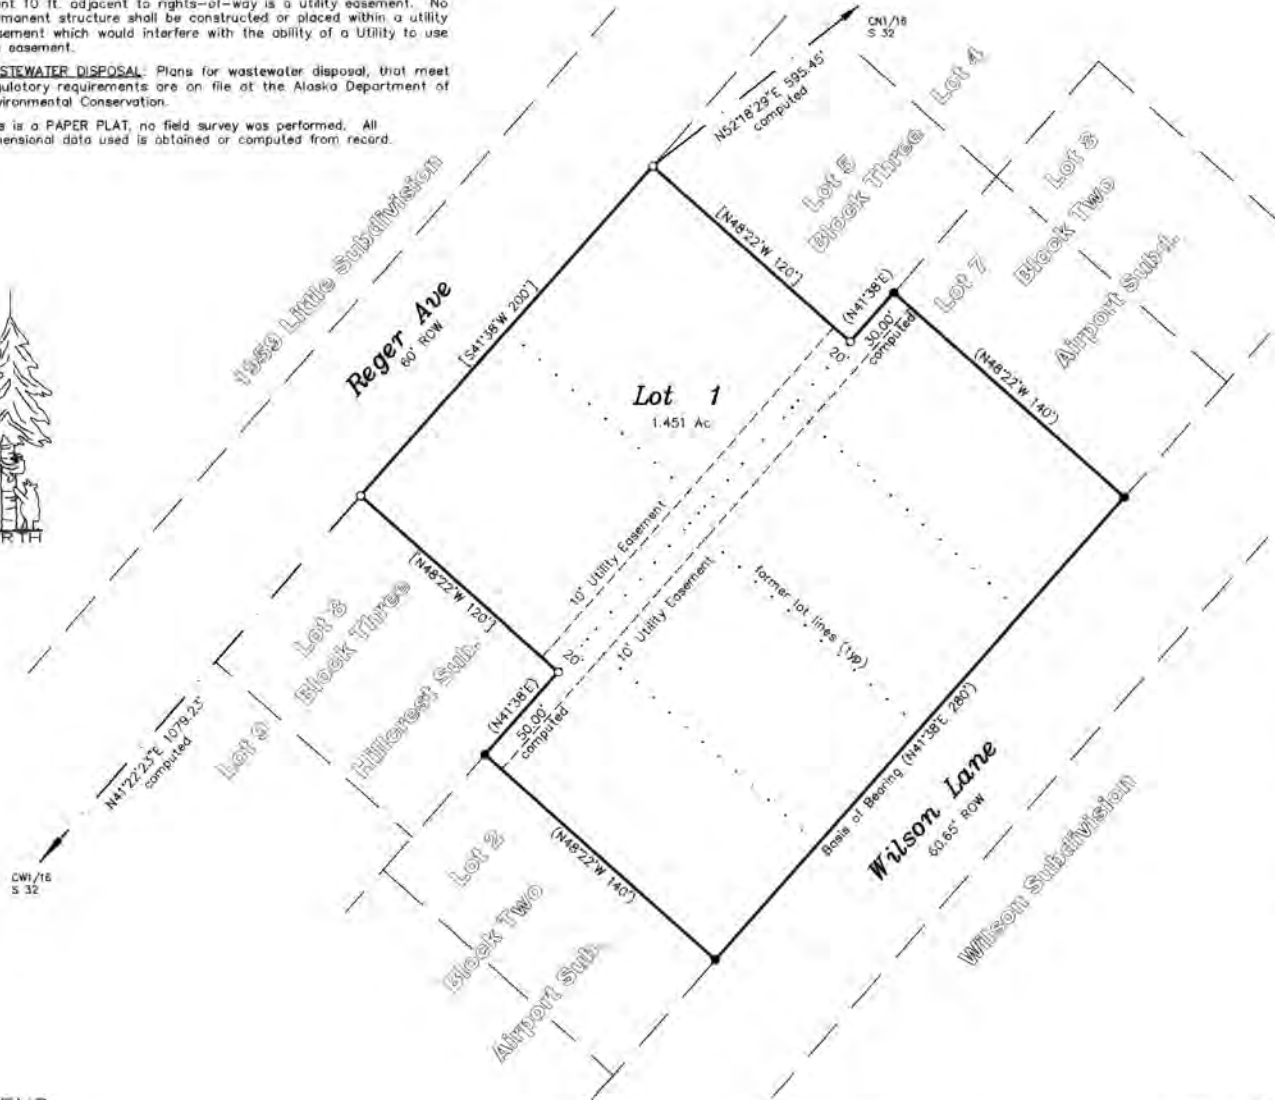 ent 10 ft. adjacent to rights-of-way is a utility easement. No
manent structure shall be constructed or placed within a utility
sement which would interfere with the ability of a Utility to use
easement.
STEWATER DISPOSAL: Plans for wastewater disposal, that meet
gulatory requirements are on file at the Alaska Department of
vironmental Conservation.
s is a PAPER PLAT, no field survey was performed. All
mensional data used is obtained or computed from record.
CN1/16
S 32
N52°18'29"E 595.45'
computed
Lot 4
Lot 5
Block Three
Lot 8
Block Two
Lot 7
Airport Subd.
1959 Little Subdivision
Reger Ave
60' ROW
[S41°38'W 200']
[N48°22'W 120']
(N41°38'E)
30.00'
computed
20'
(N48°22'W 140')
Lot 1
1.451 Ac
RTH
10' Utility Easement
10' Utility Easement
former lot lines (typ)
[N48°22'W 120']
20'
(N41°38'E)
50.00'
computed
Lot 8
Block Three
Hillcrest Sub.
Lot 9
N41°22'23"E 1079.23'
computed
CW1/16
S 32
Basis of Bearing (N41°38'E 280')
Wilson Lane
60.65' ROW
Wilson Subdivision
(N48°22'W 140')
Lot 2
Block Two
Airport Sub.